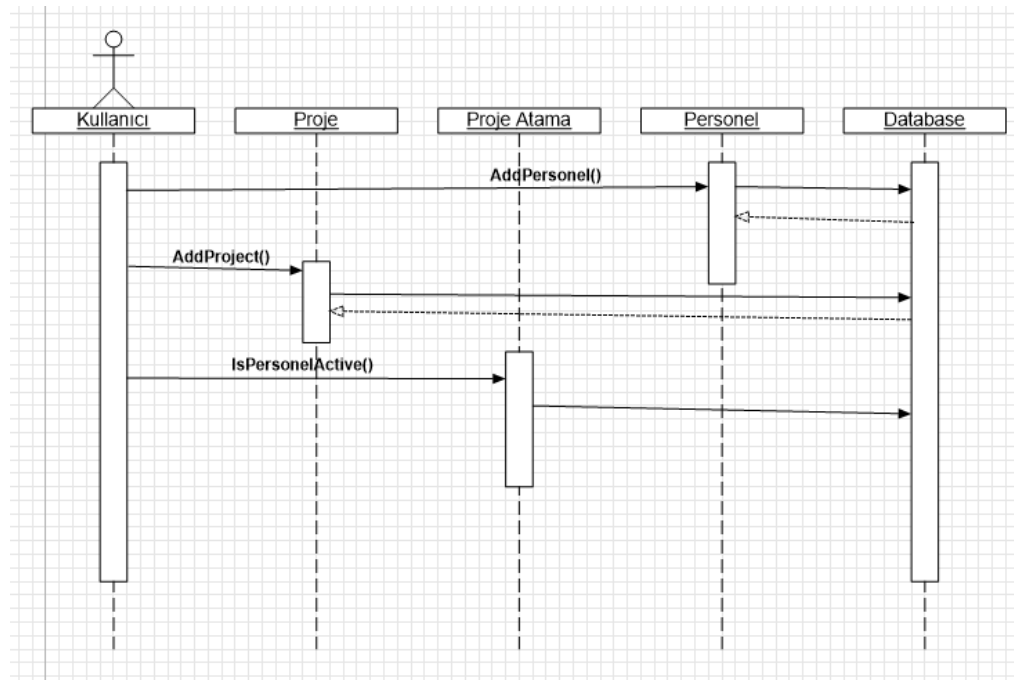 Kullanıcı
Proje
Proje Atama
Personel
Database
AddPersonel()
AddProject()
IsPersonelActive()